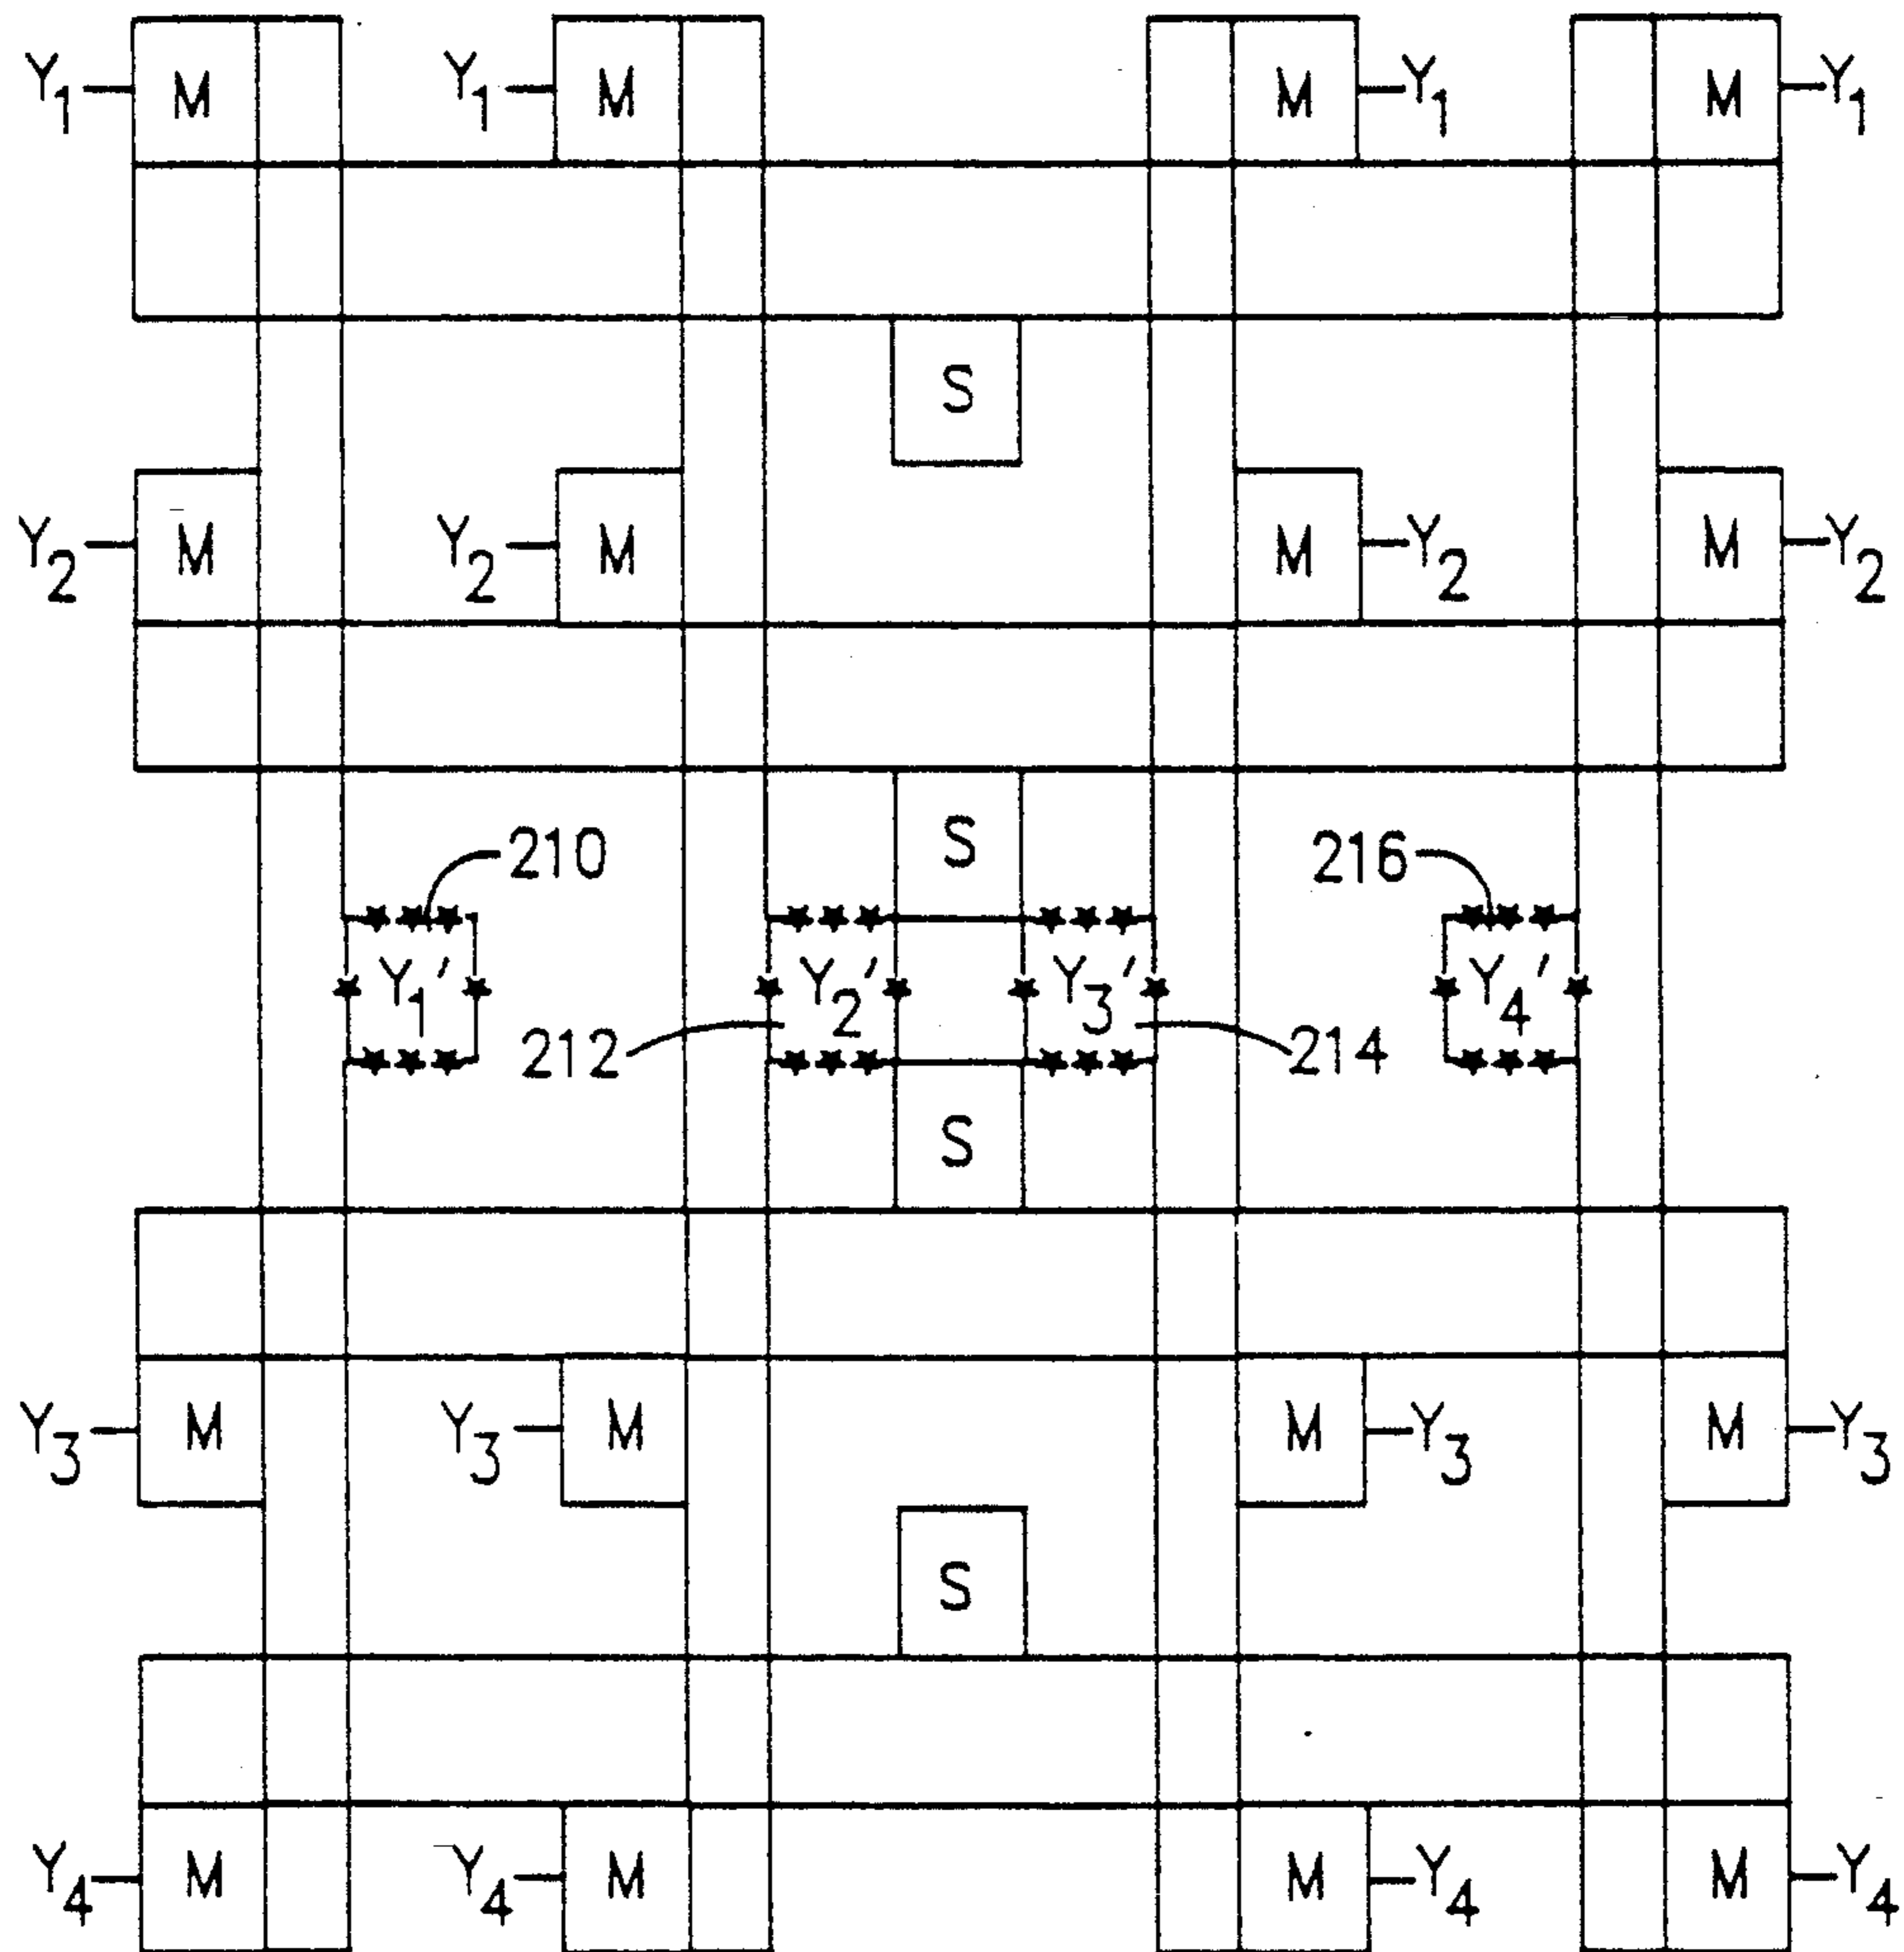 Y1 M Y1 M M Y1 M Y1
S
Y2 M Y2 M M Y2 M Y2
210 S 216
Y1' Y2' Y3' Y4'
212 214
S
Y3 M Y3 M M Y3 M Y3
S
Y4 M Y4 M M Y4 M Y4